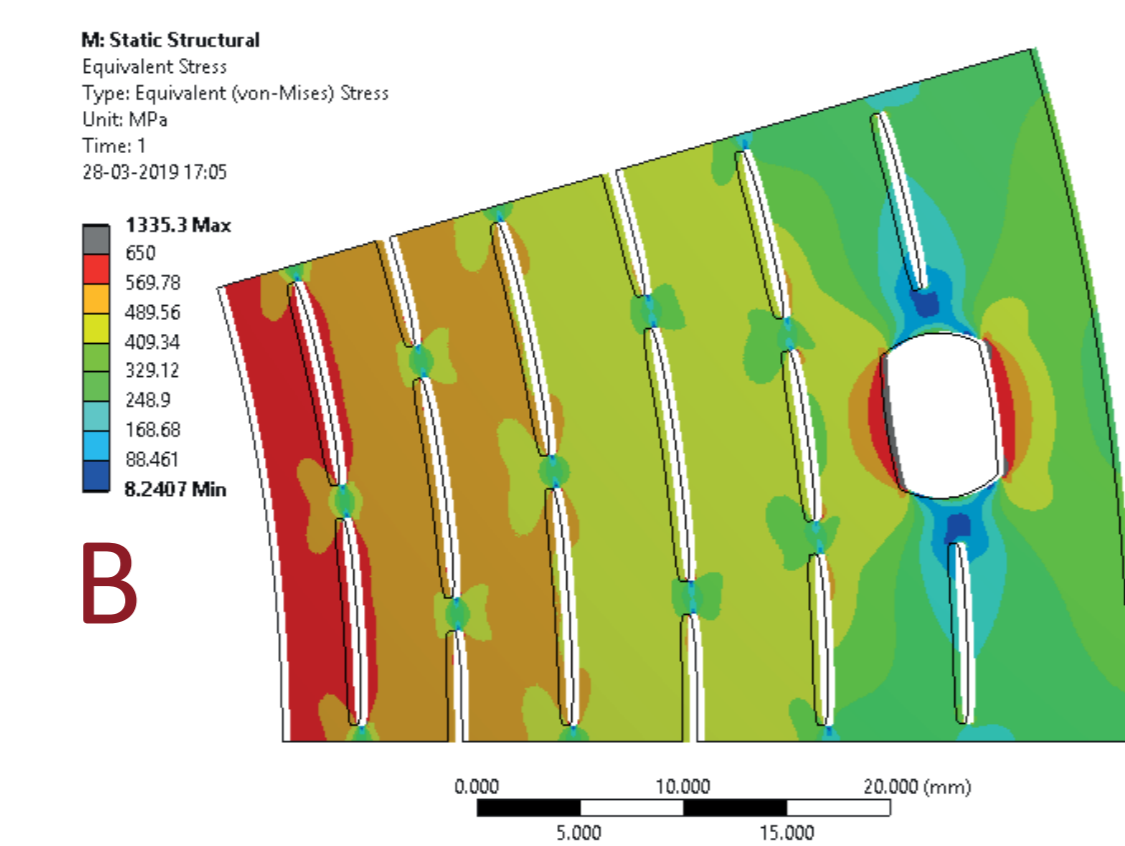 M: Static Structural
Equivalent Stress
Type: Equivalent (von-Mises) Stress
Unit: MPa
Time: 1
28-03-2019 17:05
1335.3 Max
650
569.78
489.56
409.34
329.12
248.9
168.68
88.461
8.2407 Min
B
0.000 10.000 20.000 (mm)
5.000 15.000